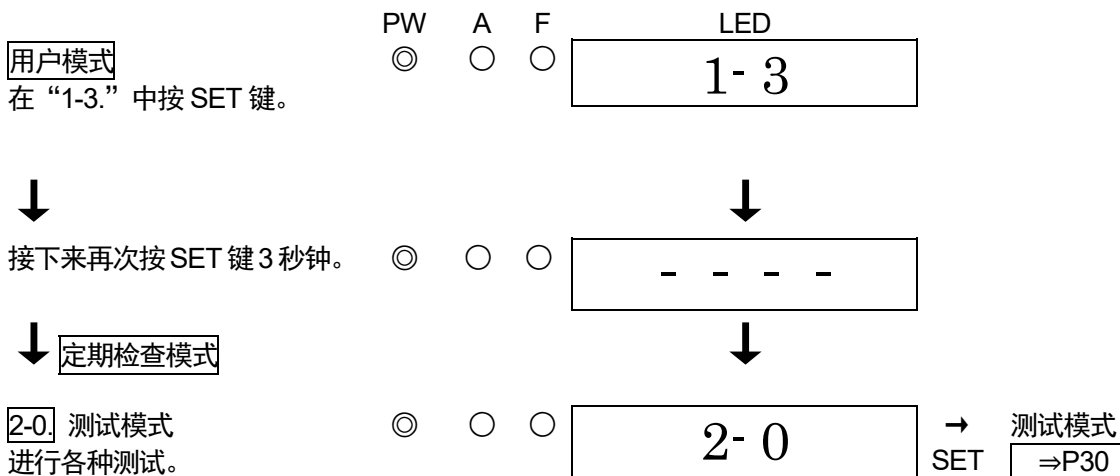 PW A F LED
用户模式 ◎ ○ ○ 1- 3
在“1-3.”中按 SET 键。
↓ ↓
接下来再次按 SET 键 3 秒钟。 ◎ ○ ○ - - - -
↓ 定期检查模式 ↓
2-0. 测试模式 ◎ ○ ○ 2- 0 → 测试模式
进行各种测试。 SET ⇒P30